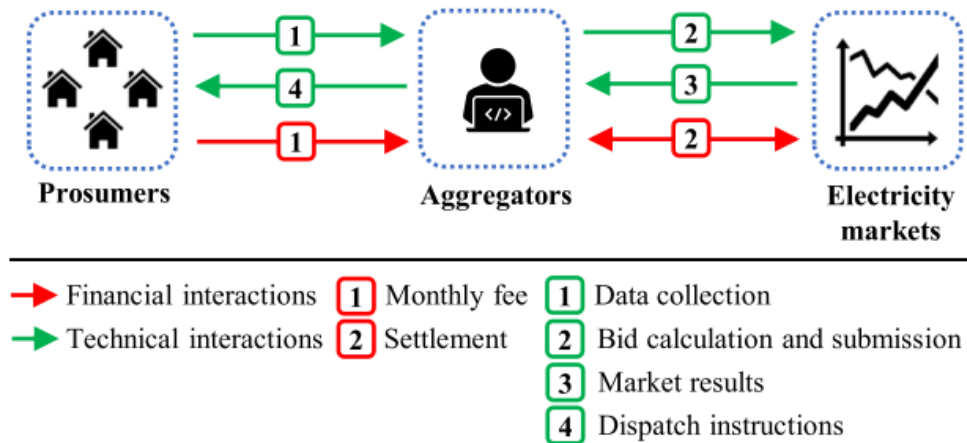 1
2
4
</>
3
1
2
Prosumers
Aggregators
Electricity
markets
Financial interactions 1 Monthly fee 1 Data collection
Technical interactions 2 Settlement 2 Bid calculation and submission
3 Market results
4 Dispatch instructions